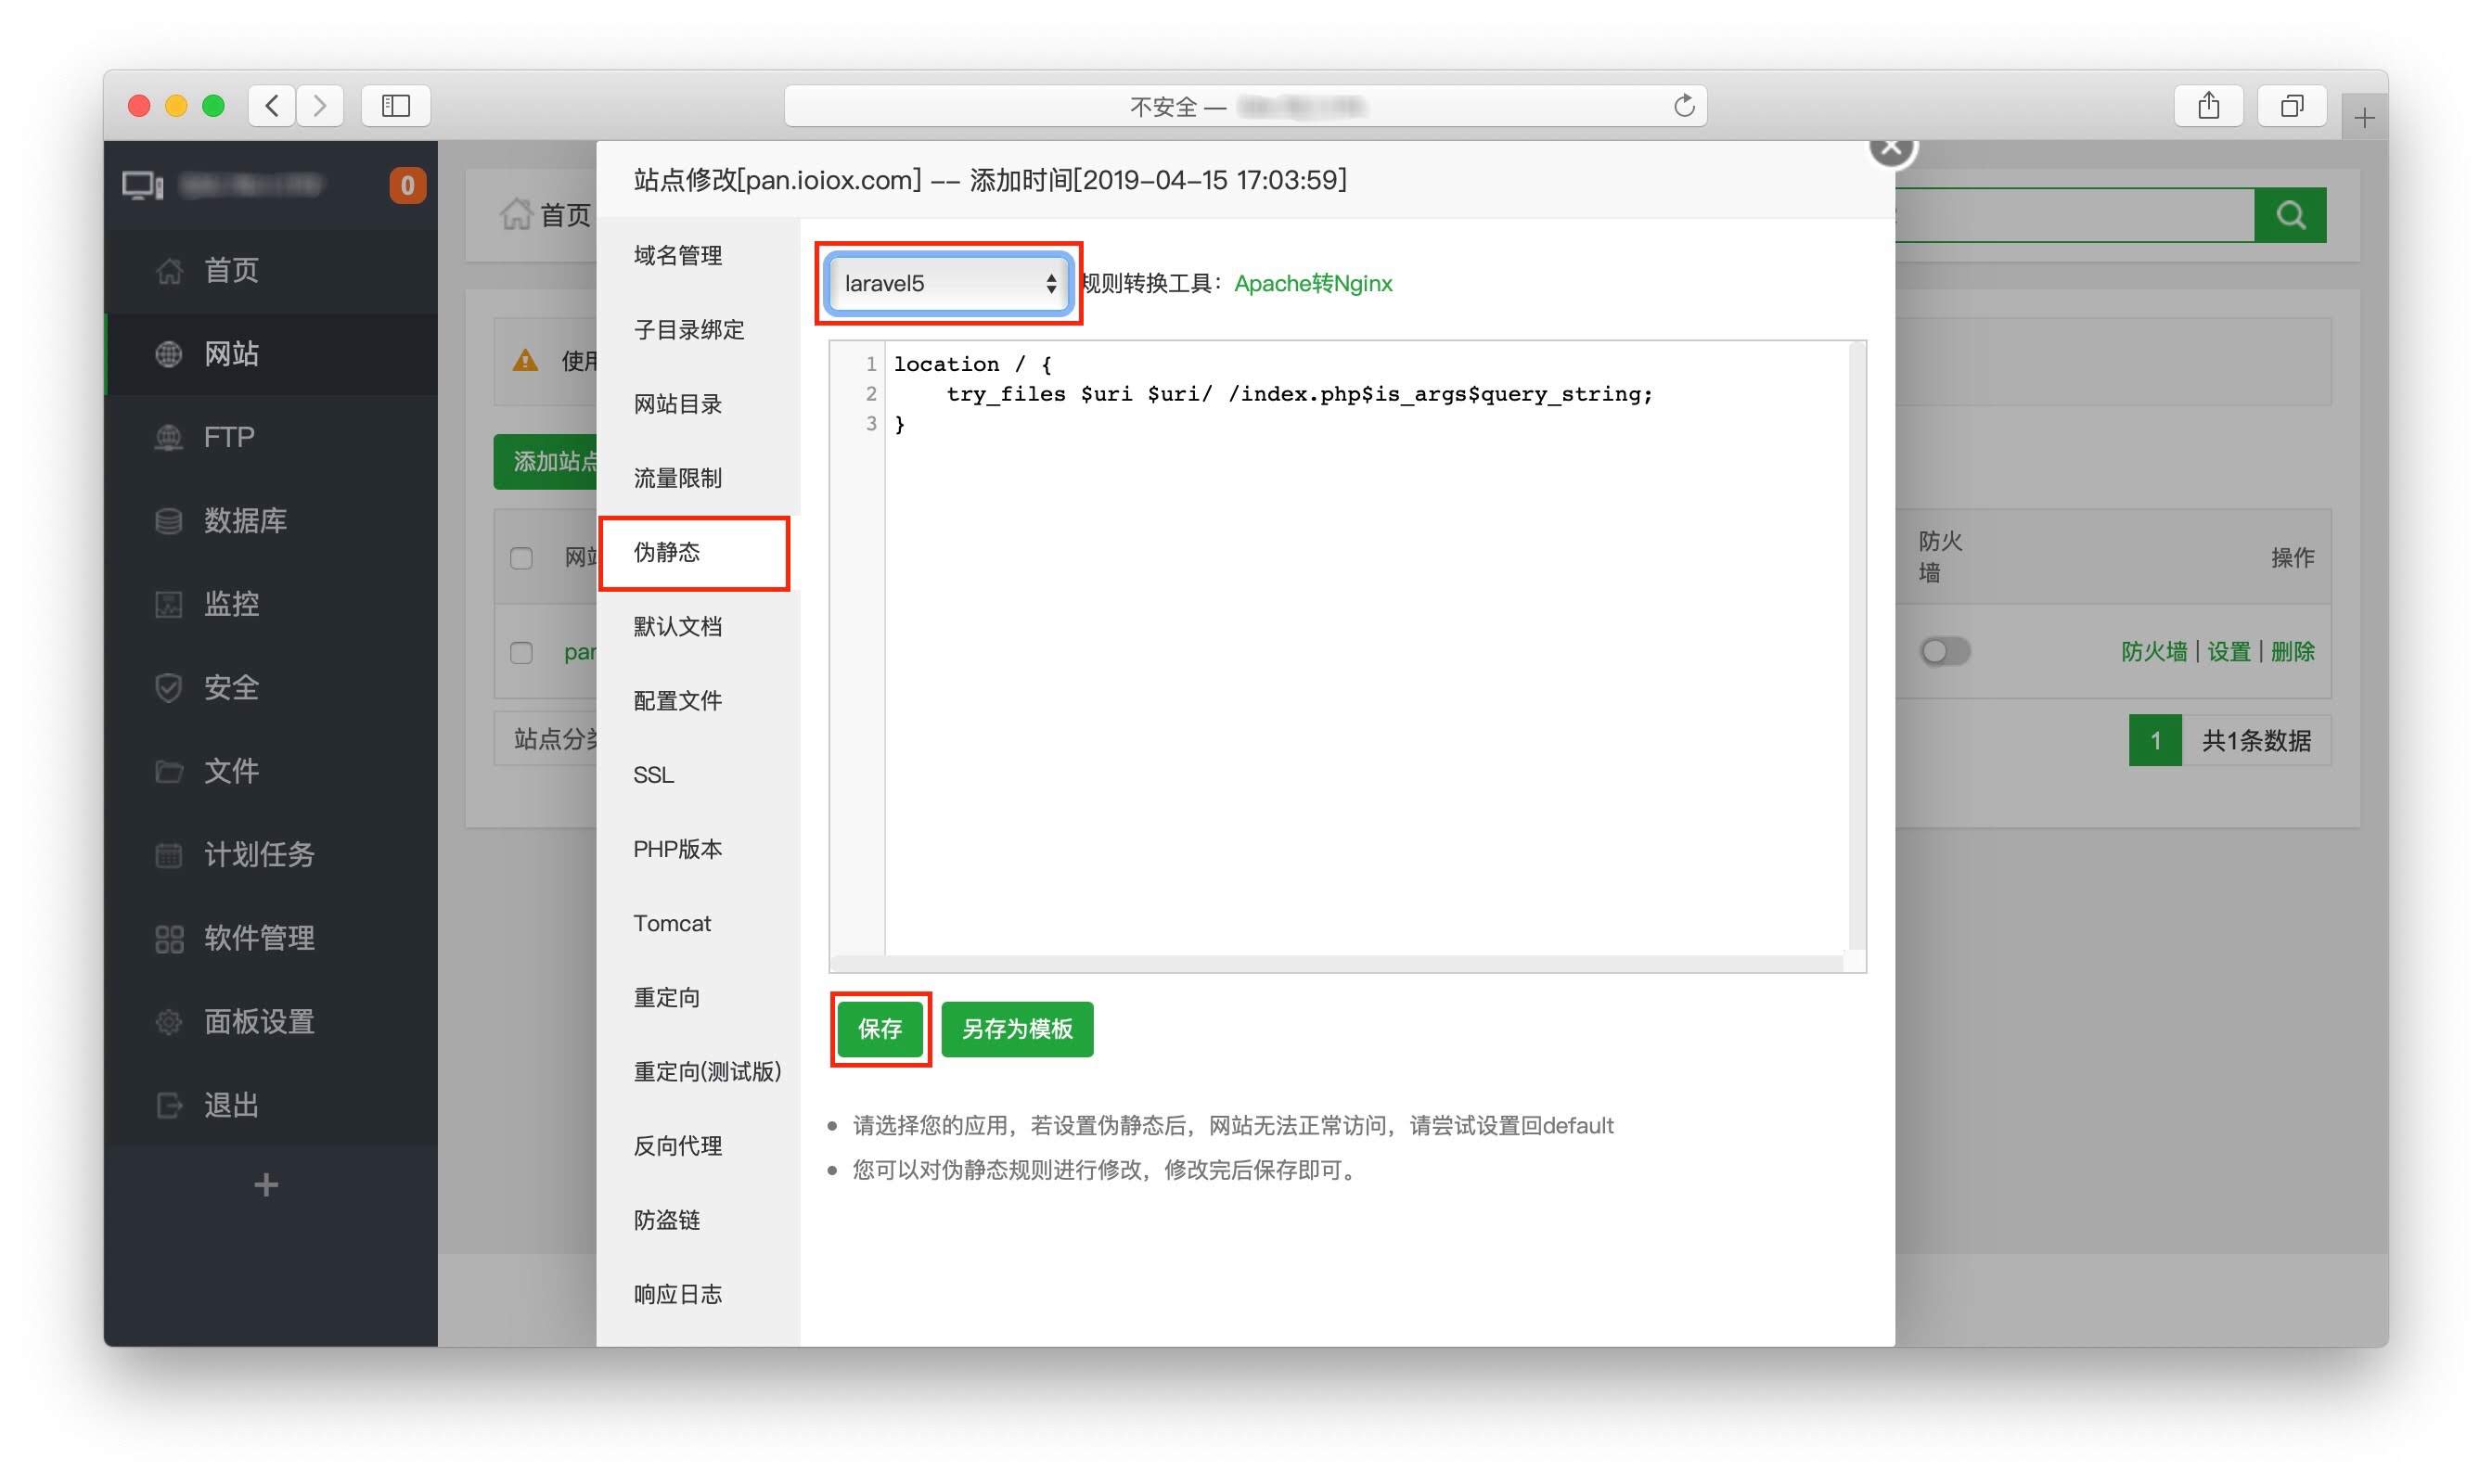 不安全 —
0
首页
网站
FTP
数据库
监控
安全
文件
计划任务
软件管理
面板设置
退出
首页
使用
添加站点
网站
站点分类
防火
墙
操作
防火墙 | 设置 | 删除
1
共1条数据
站点修改[pan.ioiox.com] -- 添加时间[2019-04-15 17:03:59]
域名管理
子目录绑定
网站目录
流量限制
伪静态
默认文档
配置文件
SSL
PHP版本
Tomcat
重定向
重定向(测试版)
反向代理
防盗链
响应日志
laravel5
规则转换工具：Apache转Nginx
1 location / {
2 try_files $uri $uri/ /index.php$is_args$query_string;
3 }
保存
另存为模板
请选择您的应用，若设置伪静态后，网站无法正常访问，请尝试设置回default
您可以对伪静态规则进行修改，修改完后保存即可。